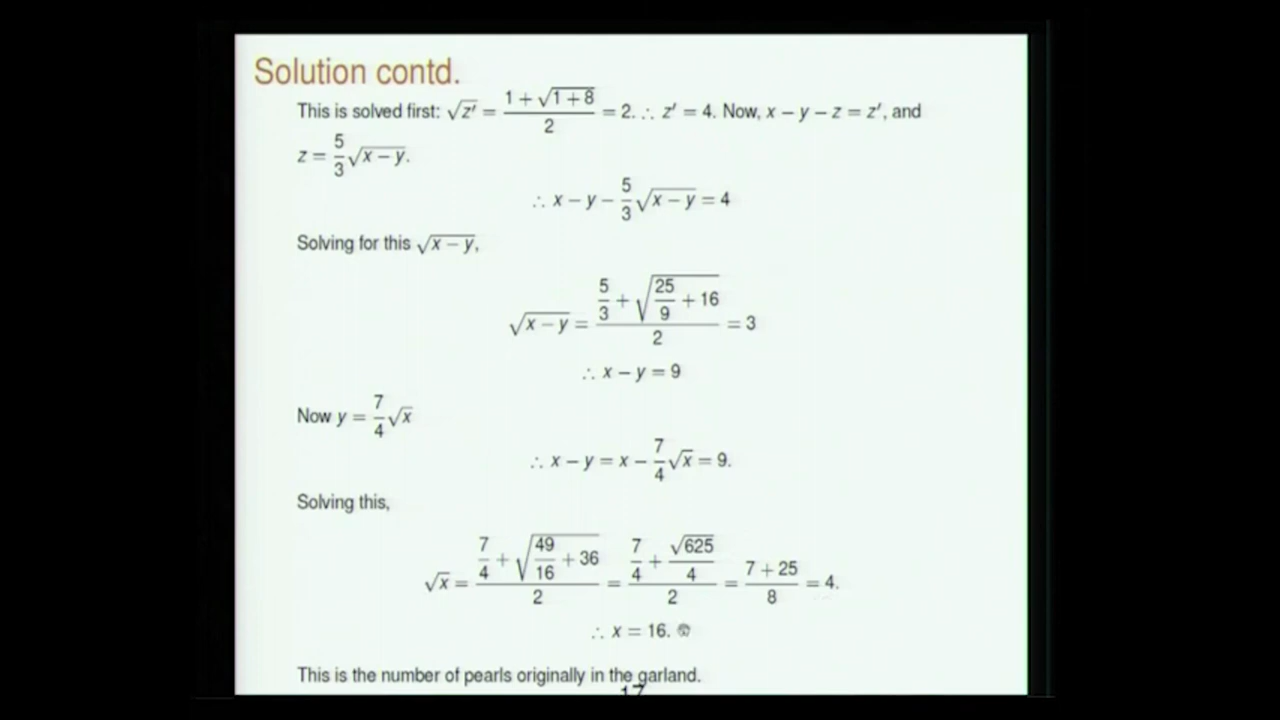 Solution contd.
This is solved first: √z′ = (1 + √(1 + 8))/2 = 2. ∴ z′ = 4. Now, x − y − z = z′, and
z = 5/3 √(x − y).
∴ x − y − 5/3 √(x − y) = 4
Solving for this √(x − y),
√(x − y) = (5/3 + √(25/9 + 16))/2 = 3
∴ x − y = 9
Now y = 7/4 √x
∴ x − y = x − 7/4 √x = 9.
Solving this,
√x = (7/4 + √(49/16 + 36))/2 = (7/4 + √625/4)/2 = (7 + 25)/8 = 4.
∴ x = 16.
This is the number of pearls originally in the garland.
17